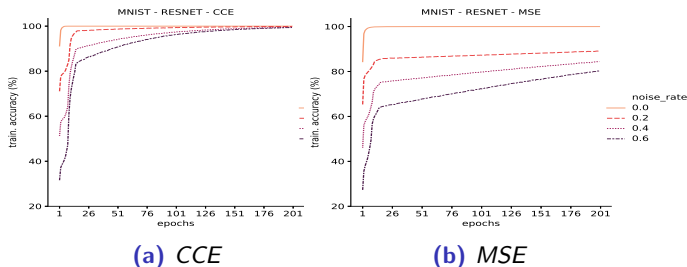 MNIST - RESNET - CCE
train. accuracy (%)
100
80
60
40
20
1 26 51 76 101 126 151 176 201
epochs
(a) CCE
MNIST - RESNET - MSE
train. accuracy (%)
100
80
60
40
20
1 26 51 76 101 126 151 176 201
epochs
(b) MSE
noise_rate
0.0
0.2
0.4
0.6